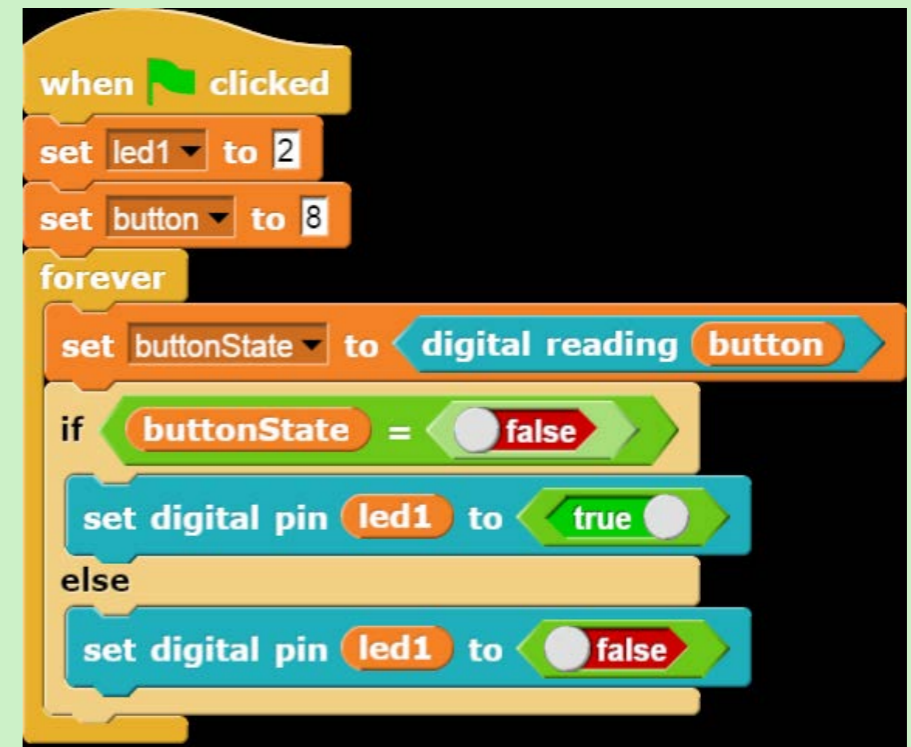 when clicked
set led1 to 2
set button to 8
forever
set buttonState to digital reading button
if buttonState = false
set digital pin led1 to true
else
set digital pin led1 to false